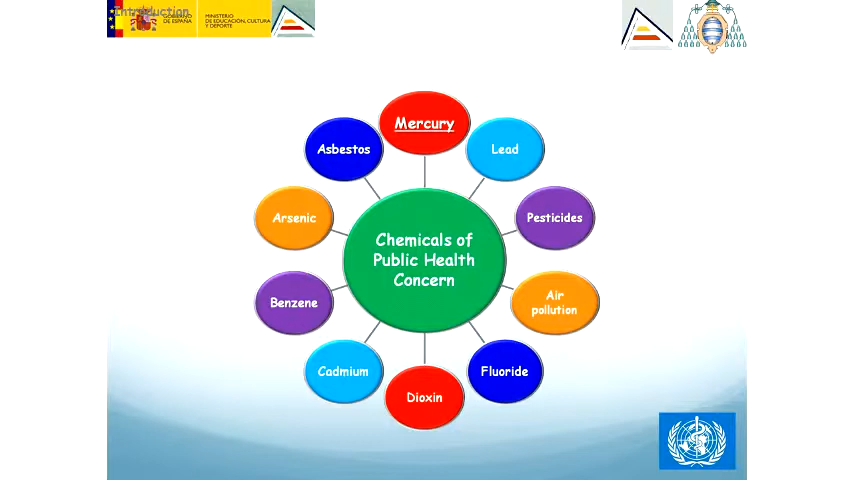 Introduction
GOBIERNO
DE ESPAÑA
MINISTERIO
DE EDUCACIÓN, CULTURA
Y DEPORTE
Mercury
Asbestos
Lead
Arsenic
Pesticides
Chemicals of
Public Health
Concern
Benzene
Air
pollution
Cadmium
Fluoride
Dioxin